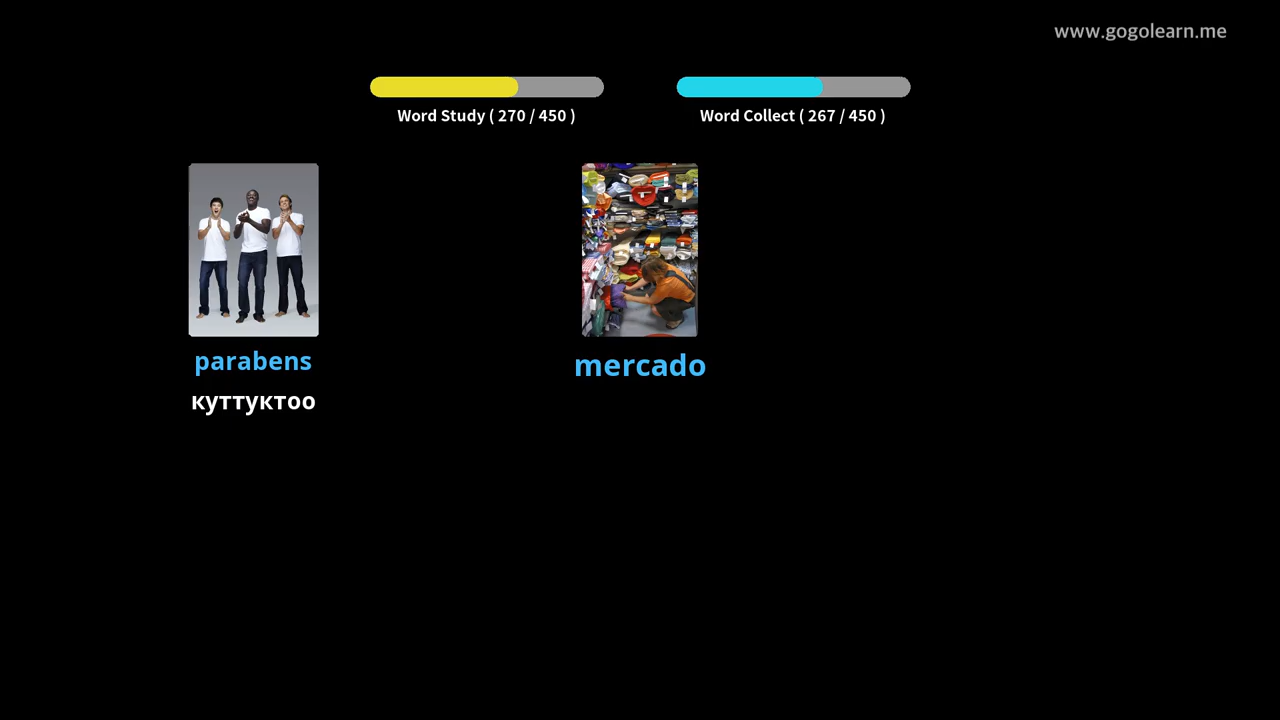 www.gogolearn.me
Word Study ( 270 / 450 )
Word Collect ( 267 / 450 )
parabens
куттуктоо
mercado